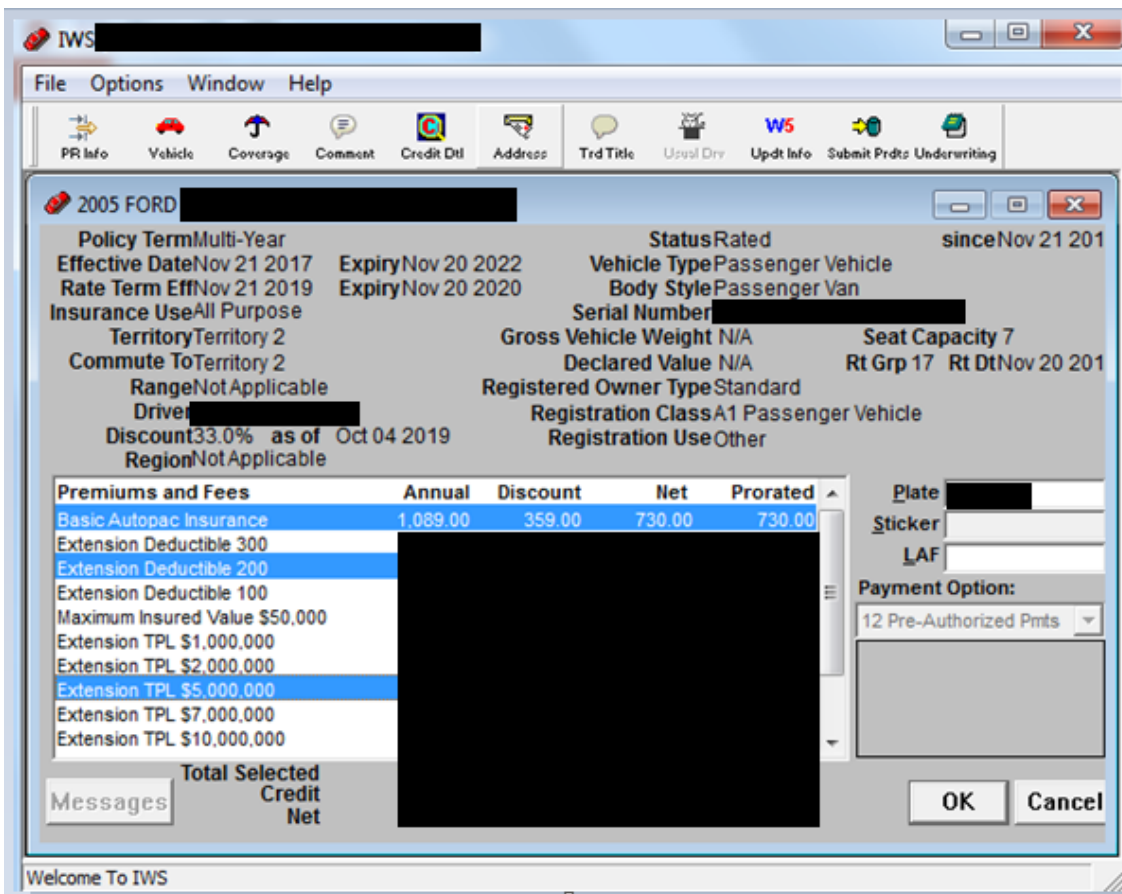 IWS
File Options Window Help
PR Info Vehicle Coverage Comment Credit Dtl Address Trd Title Usual Drv Updt Info Submit Prdts Underwriting
2005 FORD
Policy Term Multi-Year Status Rated since Nov 21 201
Effective Date Nov 21 2017 Expiry Nov 20 2022 Vehicle Type Passenger Vehicle
Rate Term Eff Nov 21 2019 Expiry Nov 20 2020 Body Style Passenger Van
Insurance Use All Purpose Serial Number
Territory Territory 2 Gross Vehicle Weight N/A Seat Capacity 7
Commute To Territory 2 Declared Value N/A Rt Grp 17 Rt Dt Nov 20 201
Range Not Applicable Registered Owner Type Standard
Driver Registration Class A1 Passenger Vehicle
Discount 33.0% as of Oct 04 2019 Registration Use Other
Region Not Applicable
Premiums and Fees Annual Discount Net Prorated Plate
Basic Autopac Insurance 1,089.00 359.00 730.00 730.00 Sticker
Extension Deductible 300 LAF
Extension Deductible 200
Extension Deductible 100 Payment Option:
Maximum Insured Value $50,000 12 Pre-Authorized Pmts
Extension TPL $1,000,000
Extension TPL $2,000,000
Extension TPL $5,000,000
Extension TPL $7,000,000
Extension TPL $10,000,000
Total Selected
Messages Credit OK Cancel
Net
Welcome To IWS